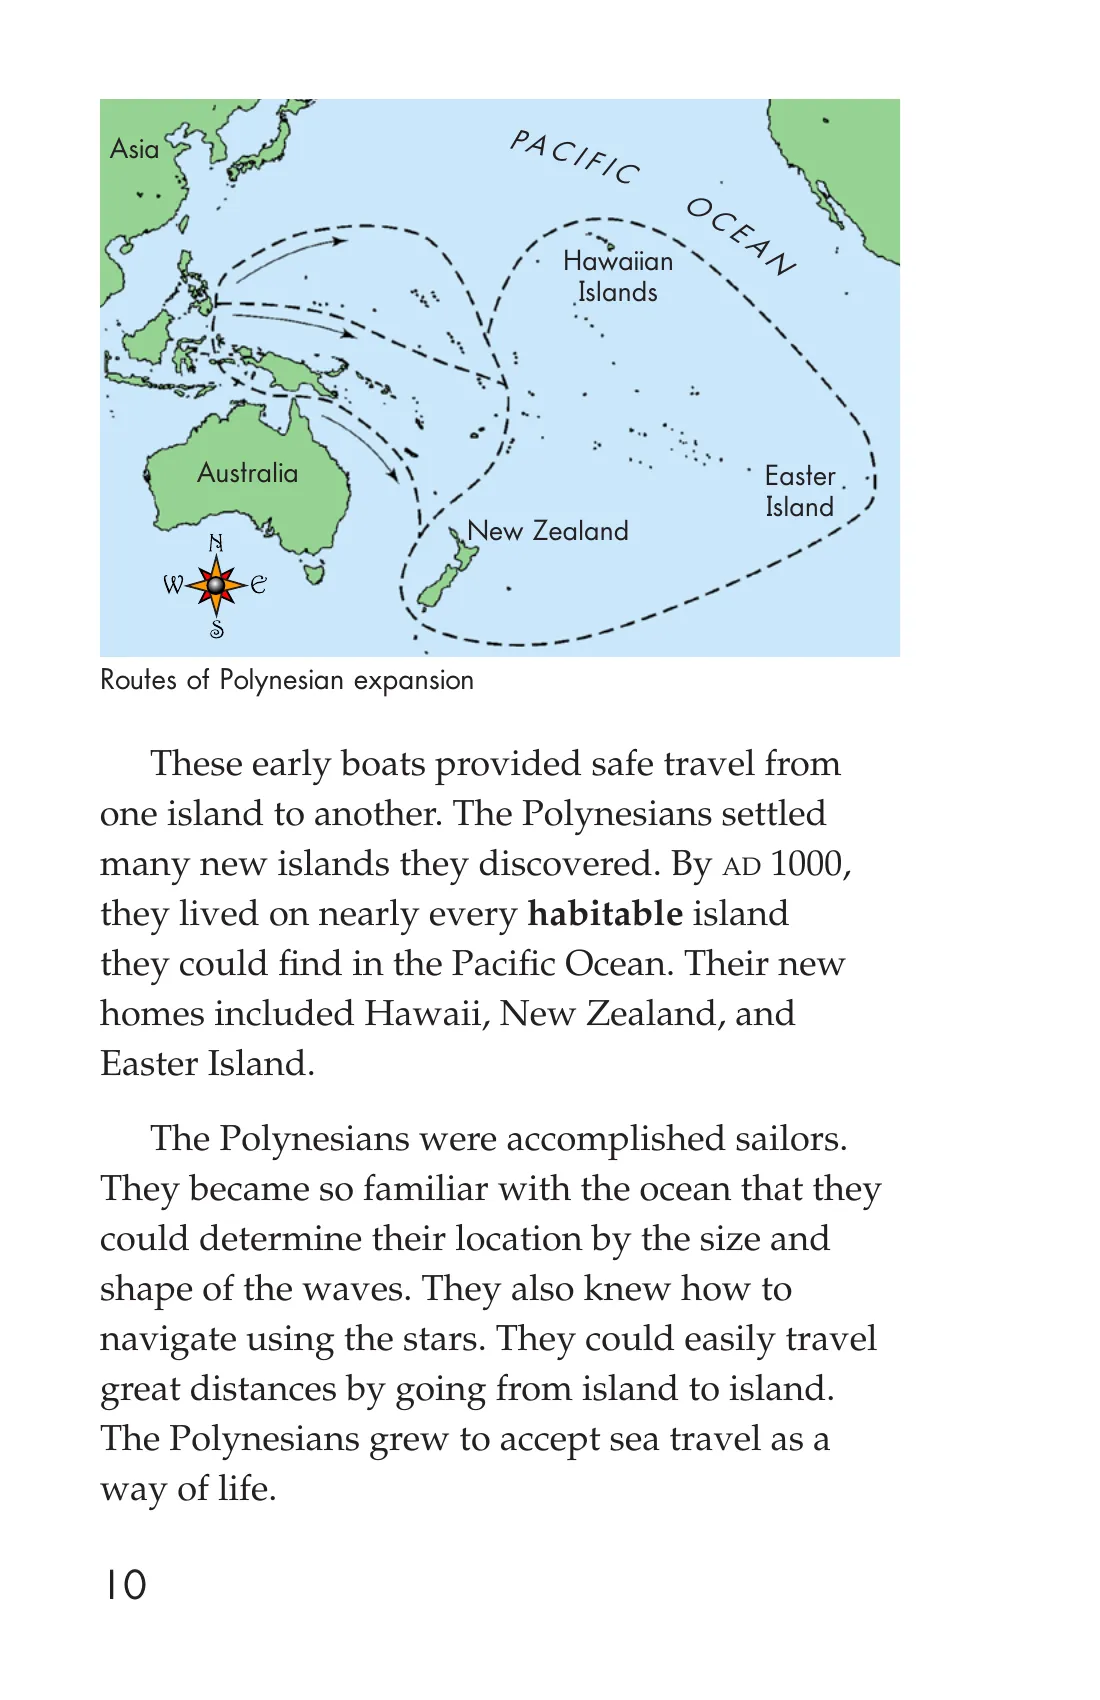 Asia
PACIFIC
OCEAN
Hawaiian
Islands
Australia
Easter
Island
New Zealand
N
W E
S
Routes of Polynesian expansion
These early boats provided safe travel from
one island to another. The Polynesians settled
many new islands they discovered. By AD 1000,
they lived on nearly every habitable island
they could find in the Pacific Ocean. Their new
homes included Hawaii, New Zealand, and
Easter Island.
The Polynesians were accomplished sailors.
They became so familiar with the ocean that they
could determine their location by the size and
shape of the waves. They also knew how to
navigate using the stars. They could easily travel
great distances by going from island to island.
The Polynesians grew to accept sea travel as a
way of life.
10